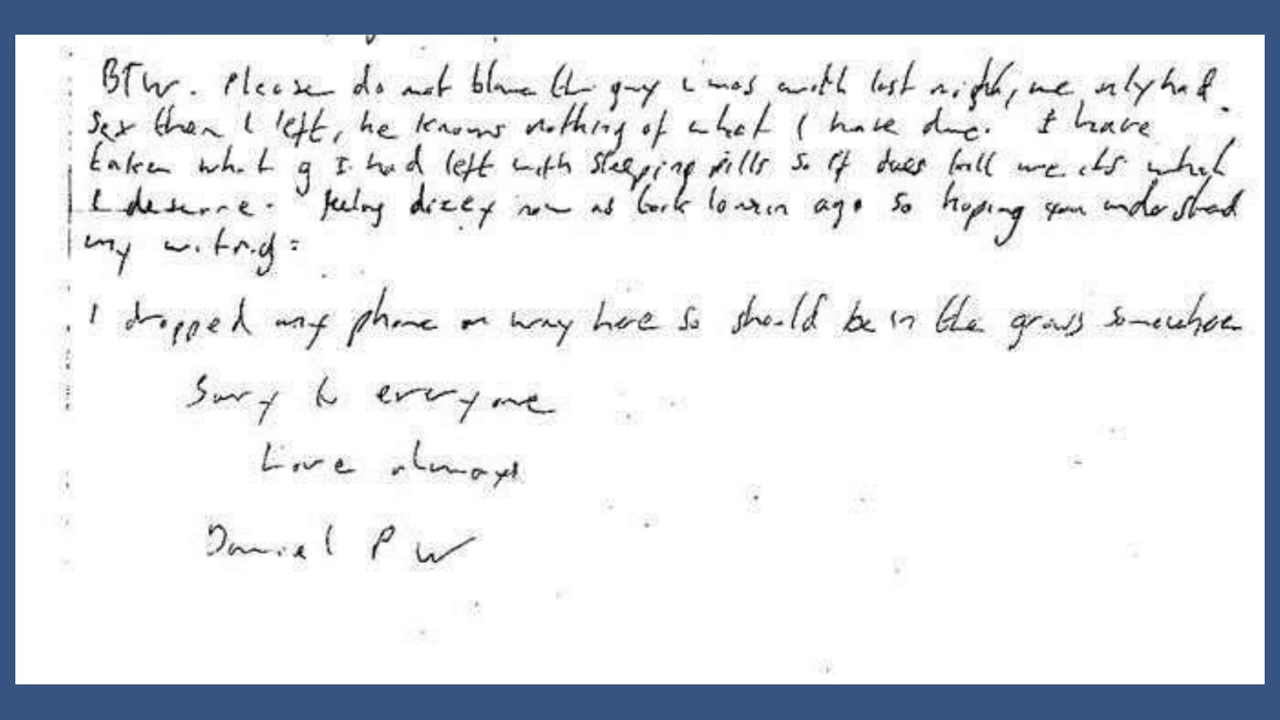 BTW. Please do not blame the guy i was with last night, we only had
sex then I left, he knows nothing of what I have done. I have
taken what g I had left with sleeping pills so if does kill me its what
I deserve. Feeling dizzy now as took ago so hoping you understand
my writing
I dropped my phone on way here so should be in the grass somewhere
Sorry to everyone
Love always
Daniel P W